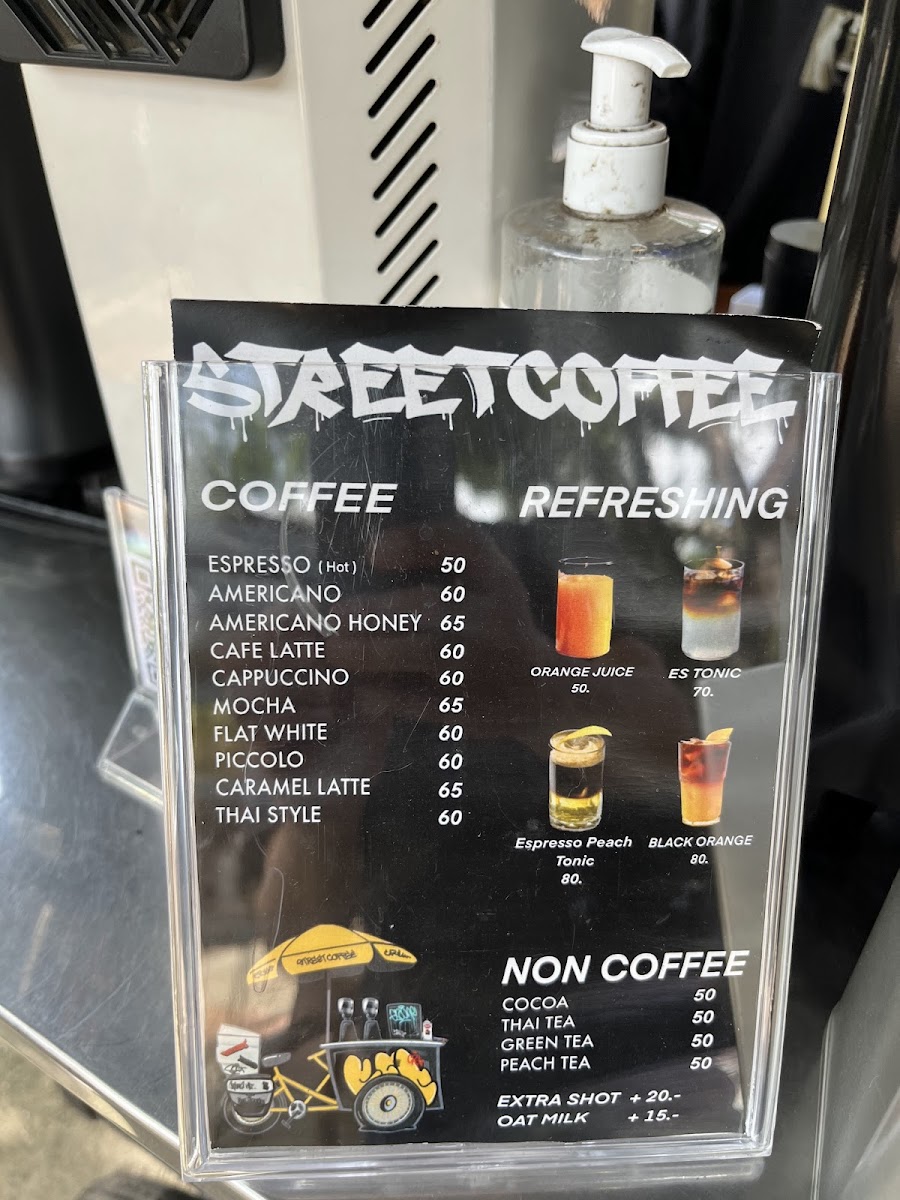 STREETCOFFEE
COFFEE
ESPRESSO (Hot) 50
AMERICANO 60
AMERICANO HONEY 65
CAFE LATTE 60
CAPPUCCINO 60
MOCHA 65
FLAT WHITE 60
PICCOLO 60
CARAMEL LATTE 65
THAI STYLE 60
REFRESHING
ORANGE JUICE
50.
ES TONIC
70.
Espresso Peach
Tonic
80.
BLACK ORANGE
80.
STREET COFFEE
NON COFFEE
COCOA 50
THAI TEA 50
GREEN TEA 50
PEACH TEA 50
EXTRA SHOT + 20.-
OAT MILK + 15.-